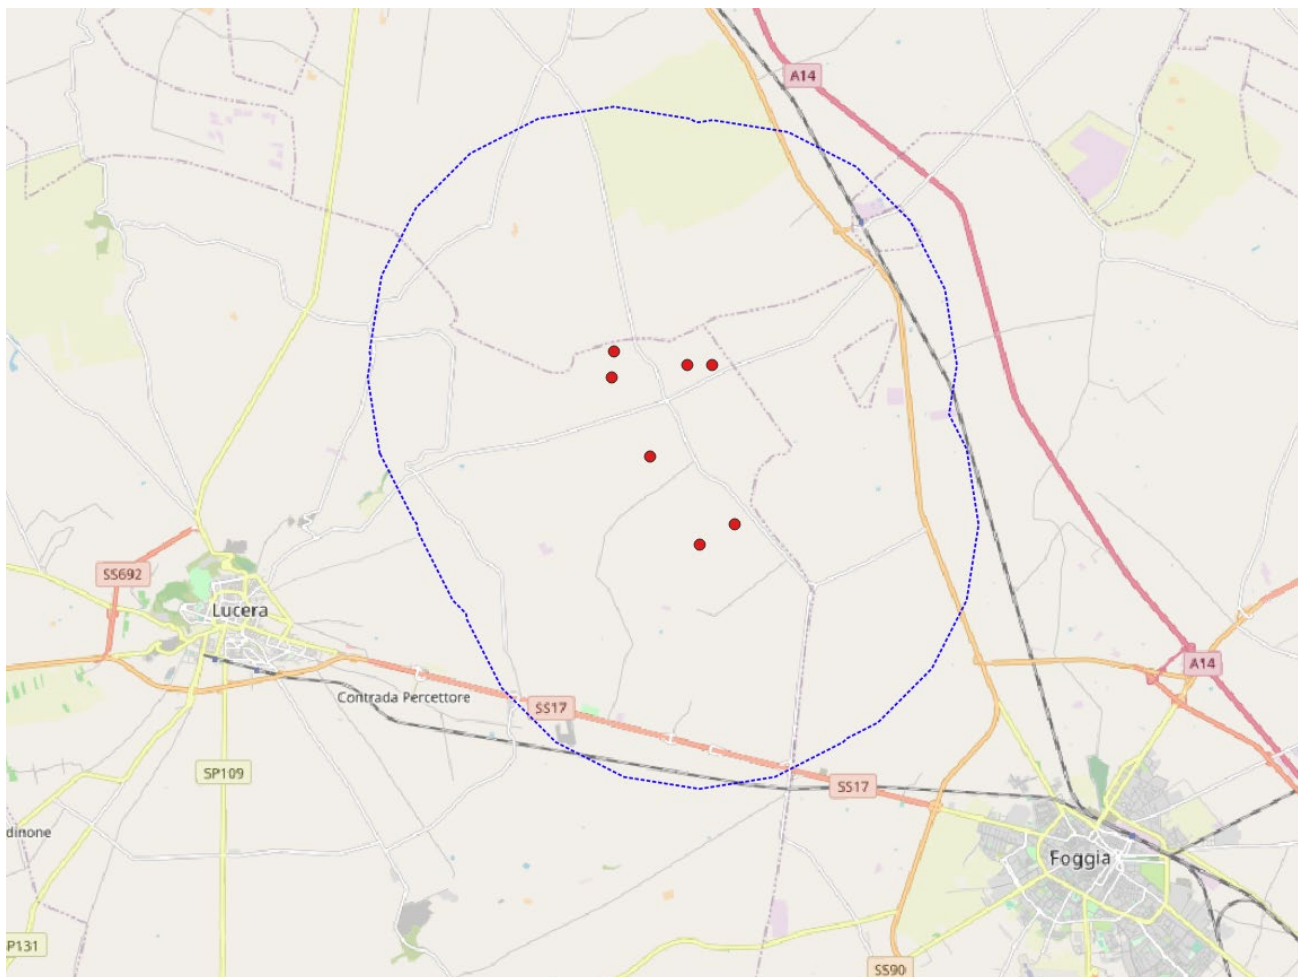 A14
SS692
Lucera
A14
Contrada Percettore
SS17
SP109
SS17
dinone
Foggia
P131
SS90